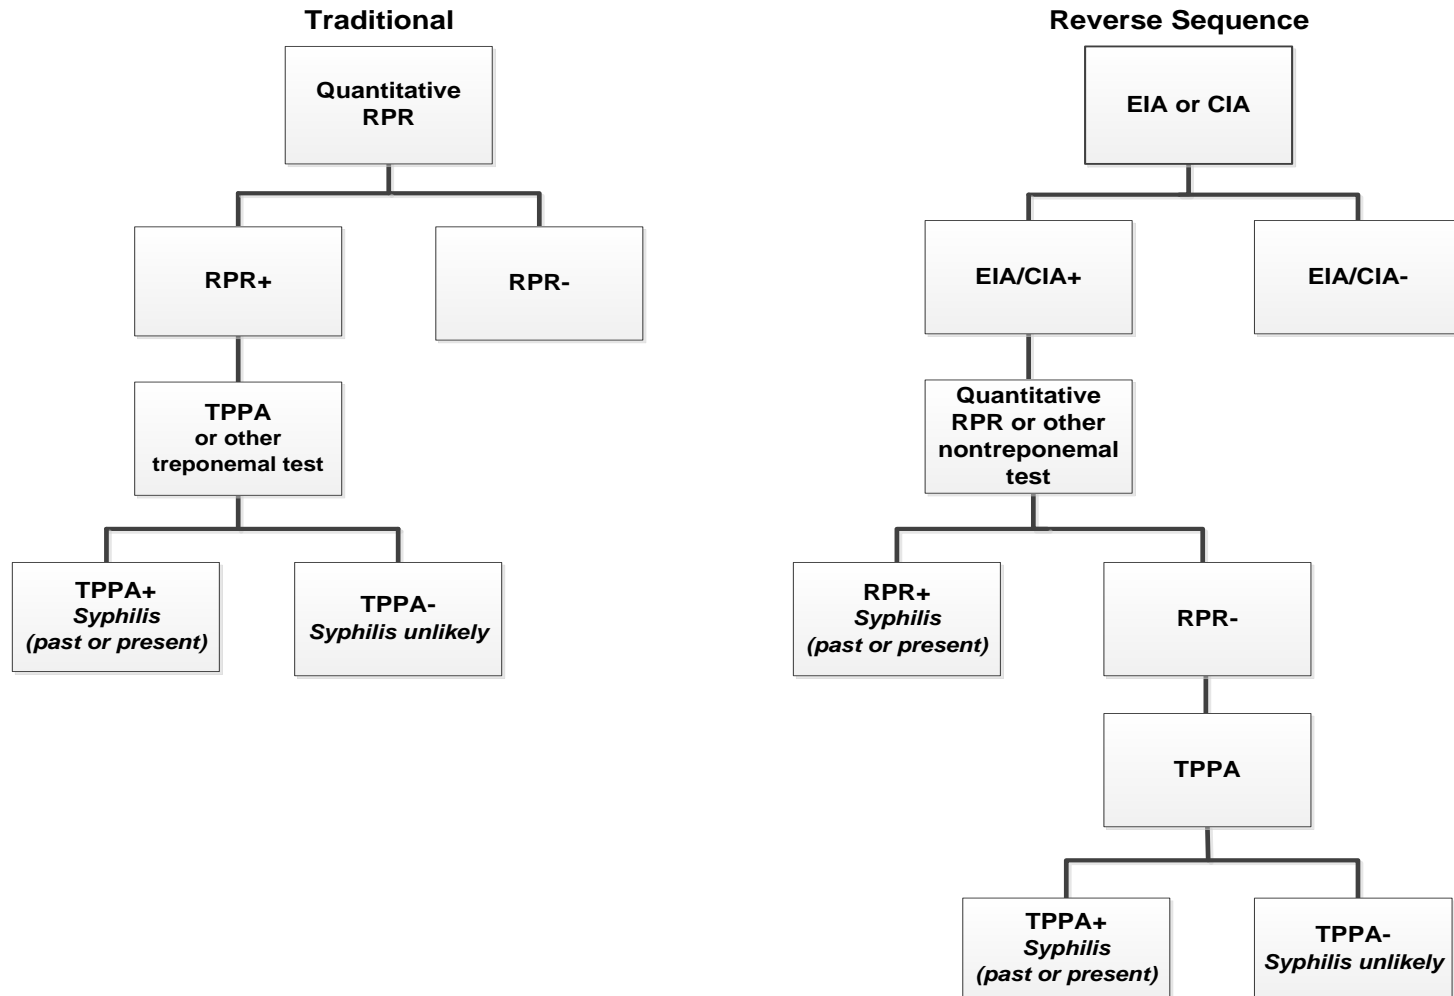 Traditional
Quantitative
RPR
RPR+
RPR-
TPPA
or other
treponemal test
TPPA+
Syphilis
(past or present)
TPPA-
Syphilis unlikely
Reverse Sequence
EIA or CIA
EIA/CIA+
EIA/CIA-
Quantitative
RPR or other
nontreponemal
test
RPR+
Syphilis
(past or present)
RPR-
TPPA
TPPA+
Syphilis
(past or present)
TPPA-
Syphilis unlikely